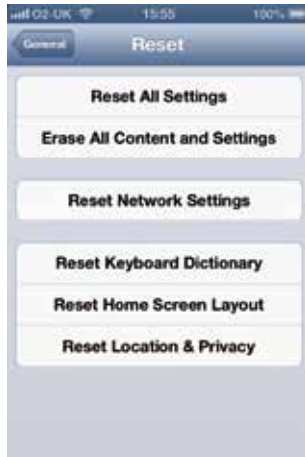 O2-UK 15:55 100%
General Reset
Reset All Settings
Erase All Content and Settings
Reset Network Settings
Reset Keyboard Dictionary
Reset Home Screen Layout
Reset Location & Privacy